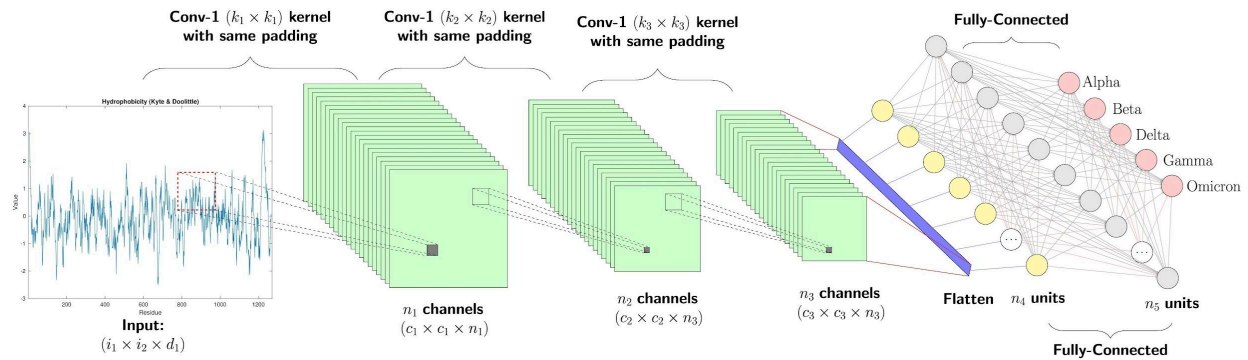 Conv-1 (k₁ × k₁) kernel
with same padding
Conv-1 (k₂ × k₂) kernel
with same padding
Conv-1 (k₃ × k₃) kernel
with same padding
Fully-Connected
Hydrophobicity (Kyte & Doolittle)
Value
4
3
2
1
0
-1
-2
-3
200
400
600
800
1000
1200
Residue
Input:
(i₁ × i₂ × d₁)
n₁ channels
(c₁ × c₁ × n₁)
n₂ channels
(c₂ × c₂ × n₃)
n₃ channels
(c₃ × c₃ × n₃)
Flatten
n₄ units
n₅ units
Fully-Connected
Alpha
Beta
Delta
Gamma
Omicron
...
...